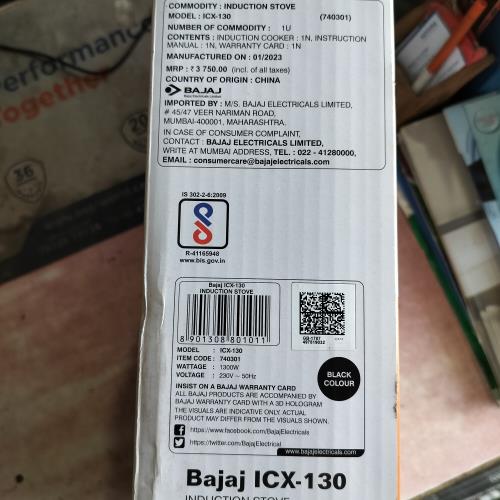 COMMODITY : INDUCTION STOVE
MODEL : ICX-130 (740301)
NUMBER OF COMMODITY : 1U
CONTENTS : INDUCTION COOKER : 1N, INSTRUCTION
MANUAL : 1N, WARRANTY CARD : 1N
MANUFACTURED ON : 01/2023
MRP : ₹ 3 750.00 (incl. of all taxes)
COUNTRY OF ORIGIN : CHINA
BAJAJ
Bajaj Electricals Limited
IMPORTED BY : M/S. BAJAJ ELECTRICALS LIMITED,
# 45/47 VEER NARIMAN ROAD,
MUMBAI-400001, MAHARASHTRA.
IN CASE OF CONSUMER COMPLAINT,
CONTACT : BAJAJ ELECTRICALS LIMITED,
WRITE AT MUMBAI ADDRESS, TEL. : 022 - 41280000,
EMAIL : consumercare@bajajelectricals.com
Performance
Together
36
20
IS 302-2-6:2009
R-41165948
www.bis.gov.in
Bajaj ICX-130
INDUCTION STOVE
8 901308 801011
MODEL : ICX-130
ITEM CODE : 740301
WATTAGE : 1300W
VOLTAGE : 230V ~ 50Hz
BLACK
COLOUR
INSIST ON A BAJAJ WARRANTY CARD
ALL BAJAJ PRODUCTS ARE ACCOMPANIED BY
BAJAJ WARRANTY CARD WITH A 3D HOLOGRAM
THE VISUALS ARE INDICATIVE ONLY. ACTUAL
PRODUCT MAY DIFFER FROM THE VISUALS SHOWN.
https://www.facebook.com/BajajElectricals
https://twitter.com/BajajElectrical
www.bajajelectricals.com
Bajaj ICX-130
INDUCTION STOVE